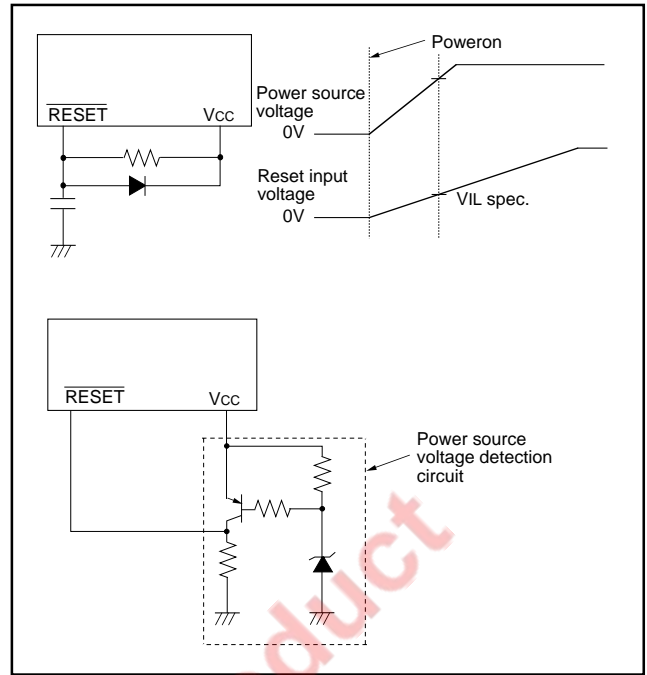 Poweron
RESET
Vcc
Power source
voltage
0V
Reset input
voltage
0V
VIL spec.
RESET
Vcc
Power source
voltage detection
circuit